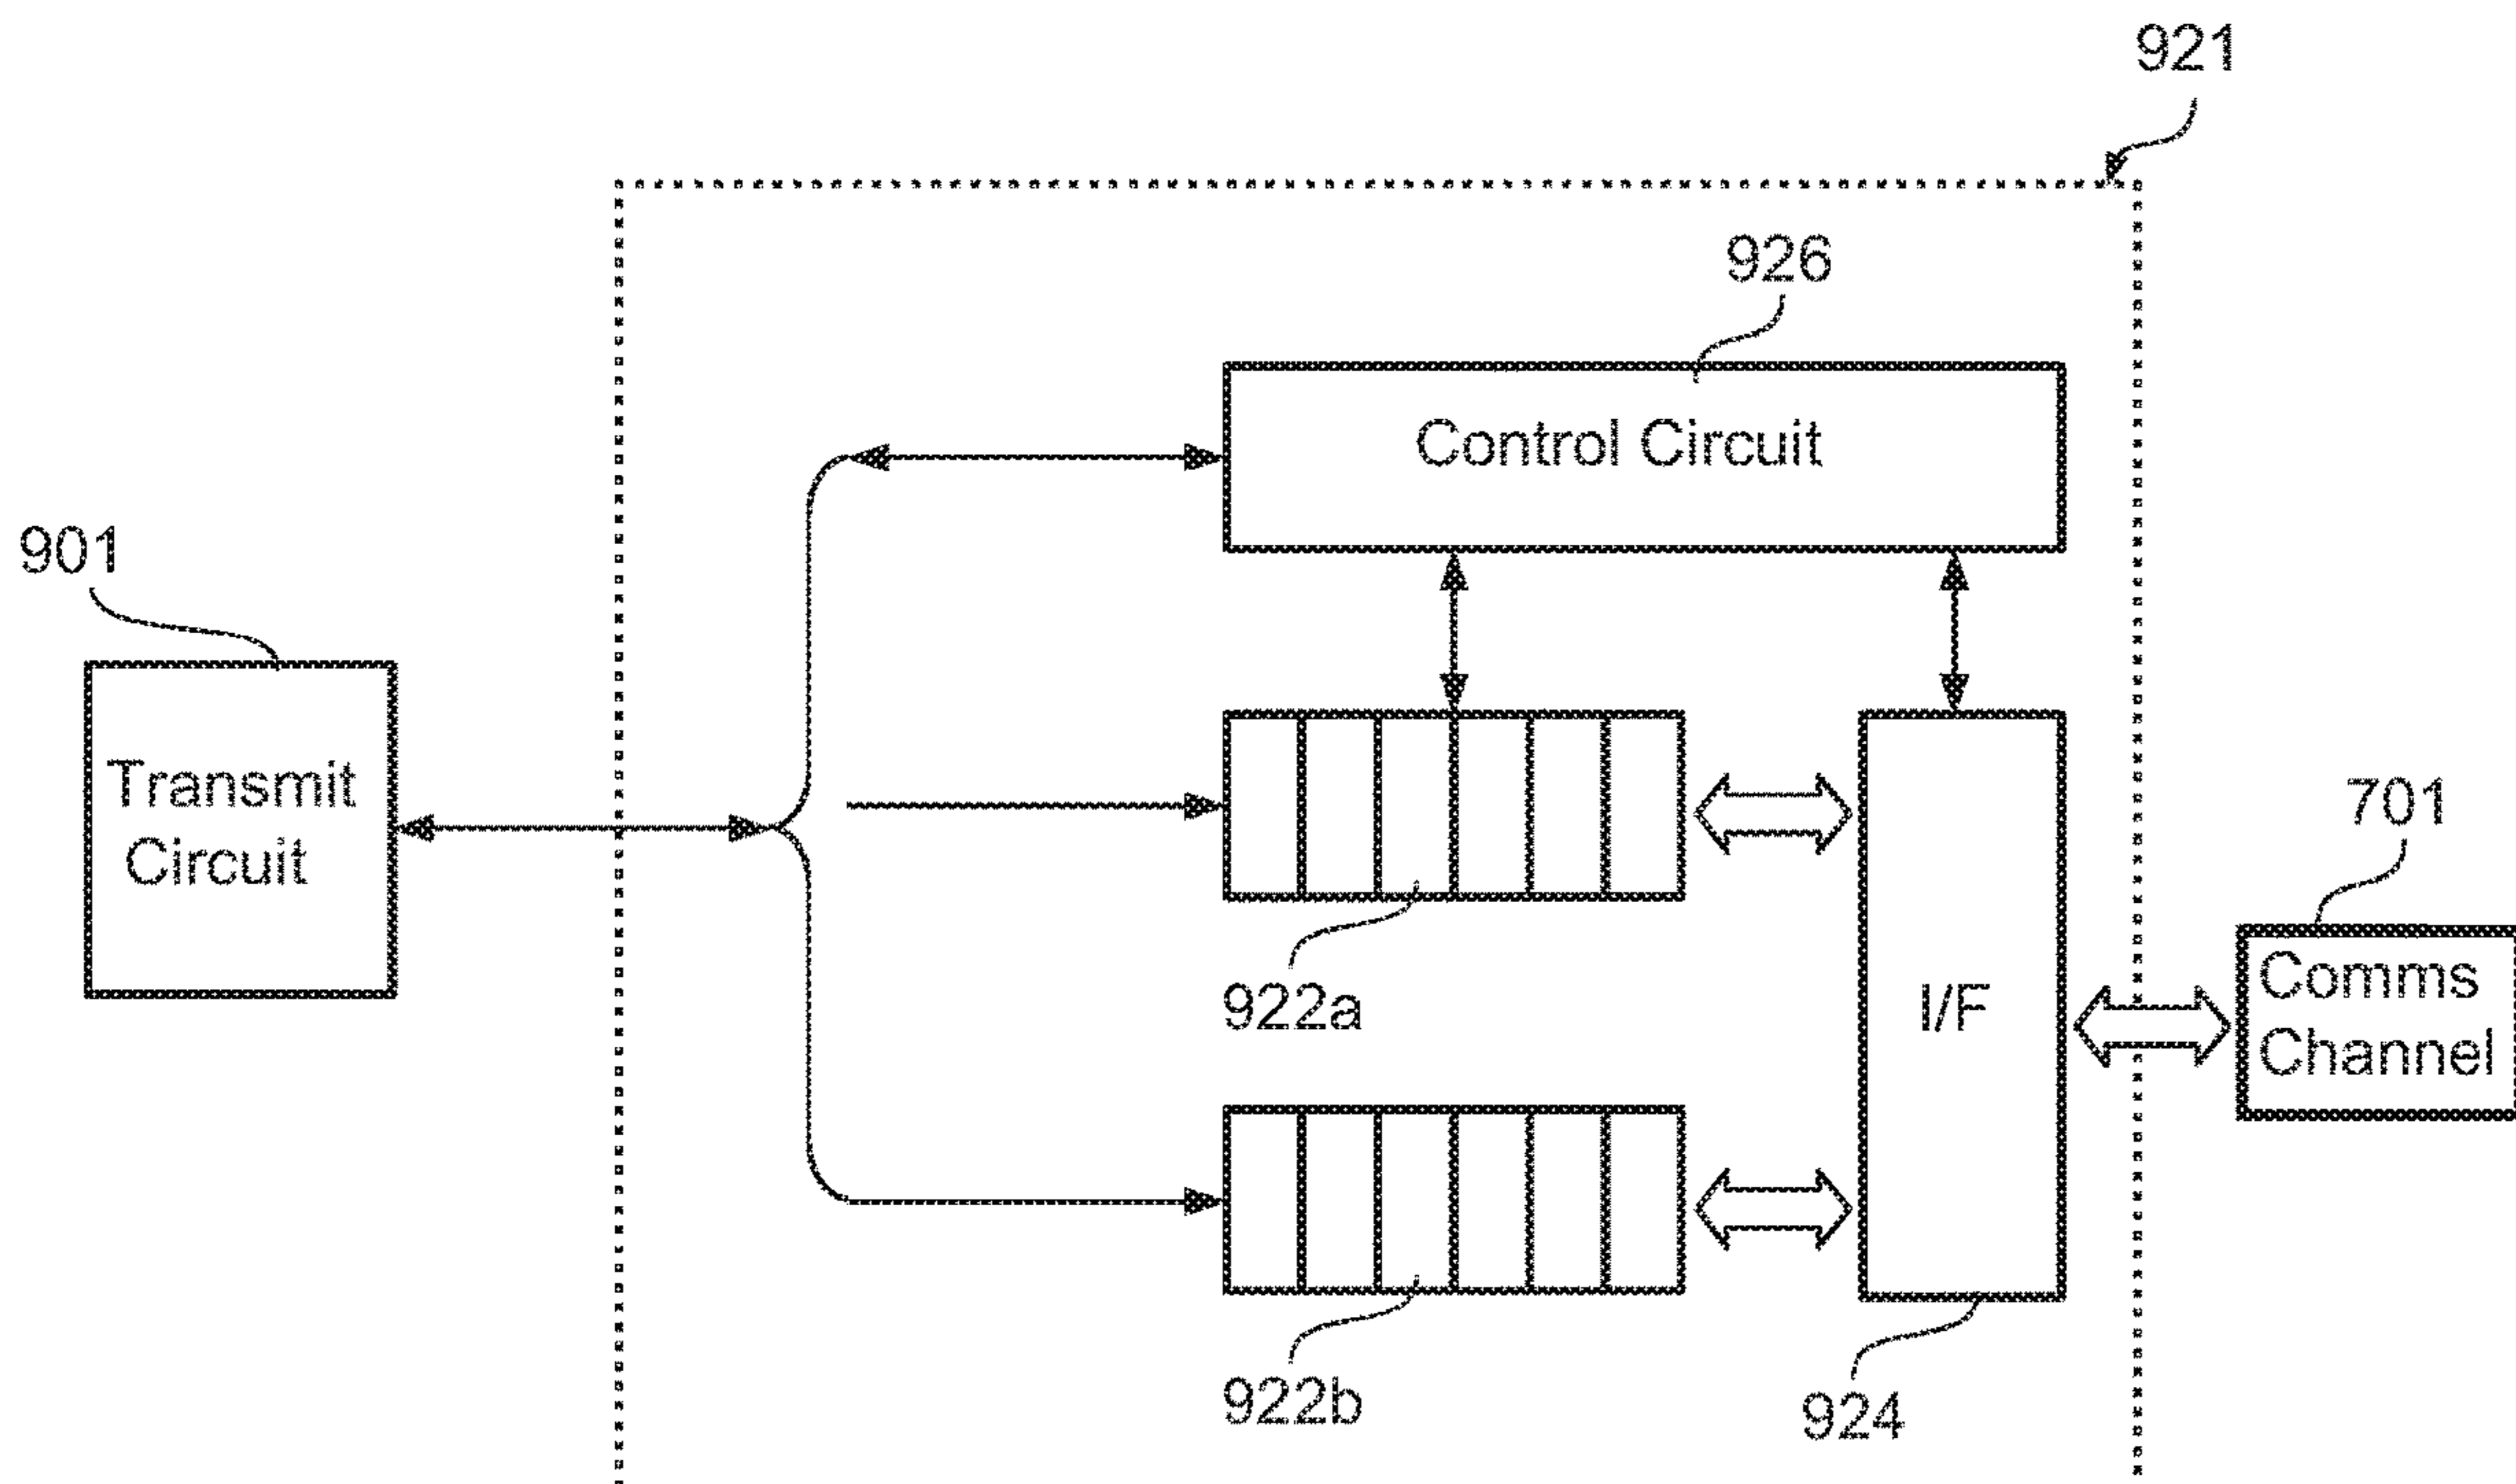 921
926
Control Circuit
901
Transmit
Circuit
701
Comms
Channel
922a
I/F
922b
924